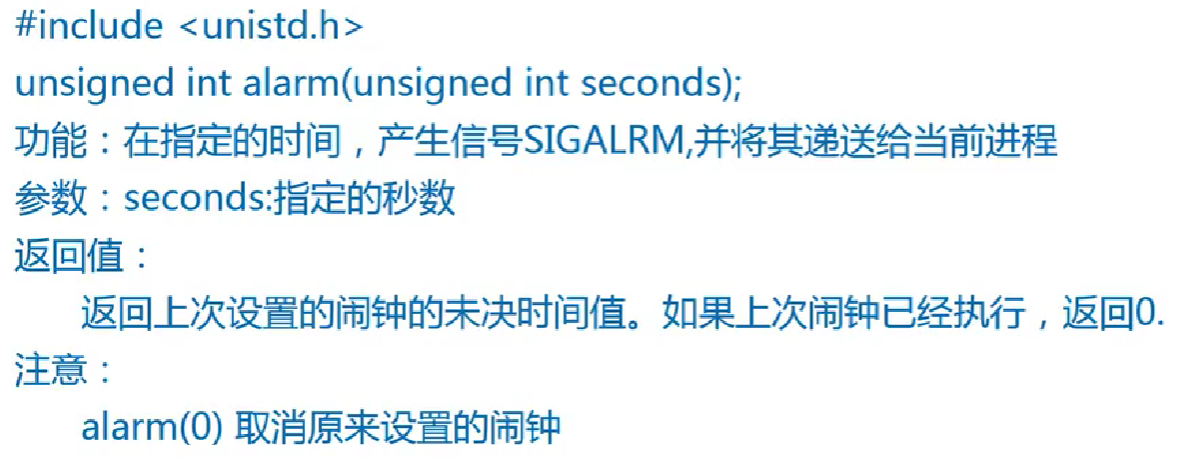 #include <unistd.h>
unsigned int alarm(unsigned int seconds);
功能：在指定的时间，产生信号SIGALRM,并将其递送给当前进程
参数：seconds:指定的秒数
返回值：
返回上次设置的闹钟的未决时间值。如果上次闹钟已经执行，返回0.
注意：
alarm(0) 取消原来设置的闹钟